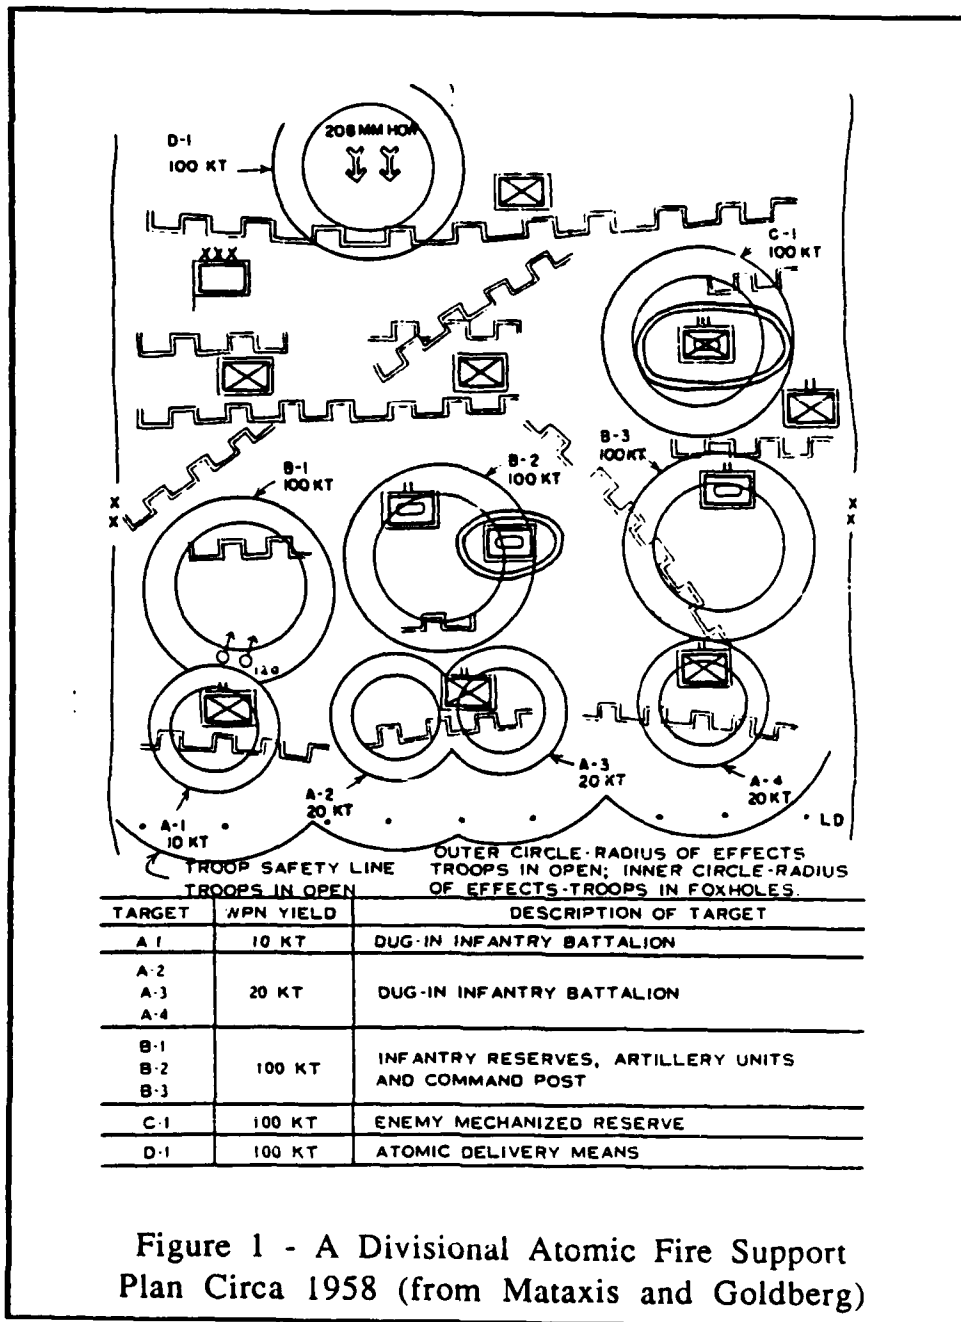 208 MM HOW
D-1
100 KT
C-1
100 KT
XXX
B-1
100 KT
B-2
100 KT
B-3
100 KT
X
X
X
X
120
A-1
10 KT
A-2
20 KT
A-3
20 KT
A-4
20 KT
LD
TROOP SAFETY LINE
TROOPS IN OPEN
OUTER CIRCLE-RADIUS OF EFFECTS
TROOPS IN OPEN; INNER CIRCLE-RADIUS
OF EFFECTS-TROOPS IN FOXHOLES.
TARGET WPN YIELD DESCRIPTION OF TARGET
A-1 10 KT DUG-IN INFANTRY BATTALION
A-2
A-3 20 KT DUG-IN INFANTRY BATTALION
A-4
B-1
B-2 100 KT INFANTRY RESERVES, ARTILLERY UNITS
AND COMMAND POST
B-3
C-1 100 KT ENEMY MECHANIZED RESERVE
D-1 100 KT ATOMIC DELIVERY MEANS
Figure 1 - A Divisional Atomic Fire Support
Plan Circa 1958 (from Mataxis and Goldberg)